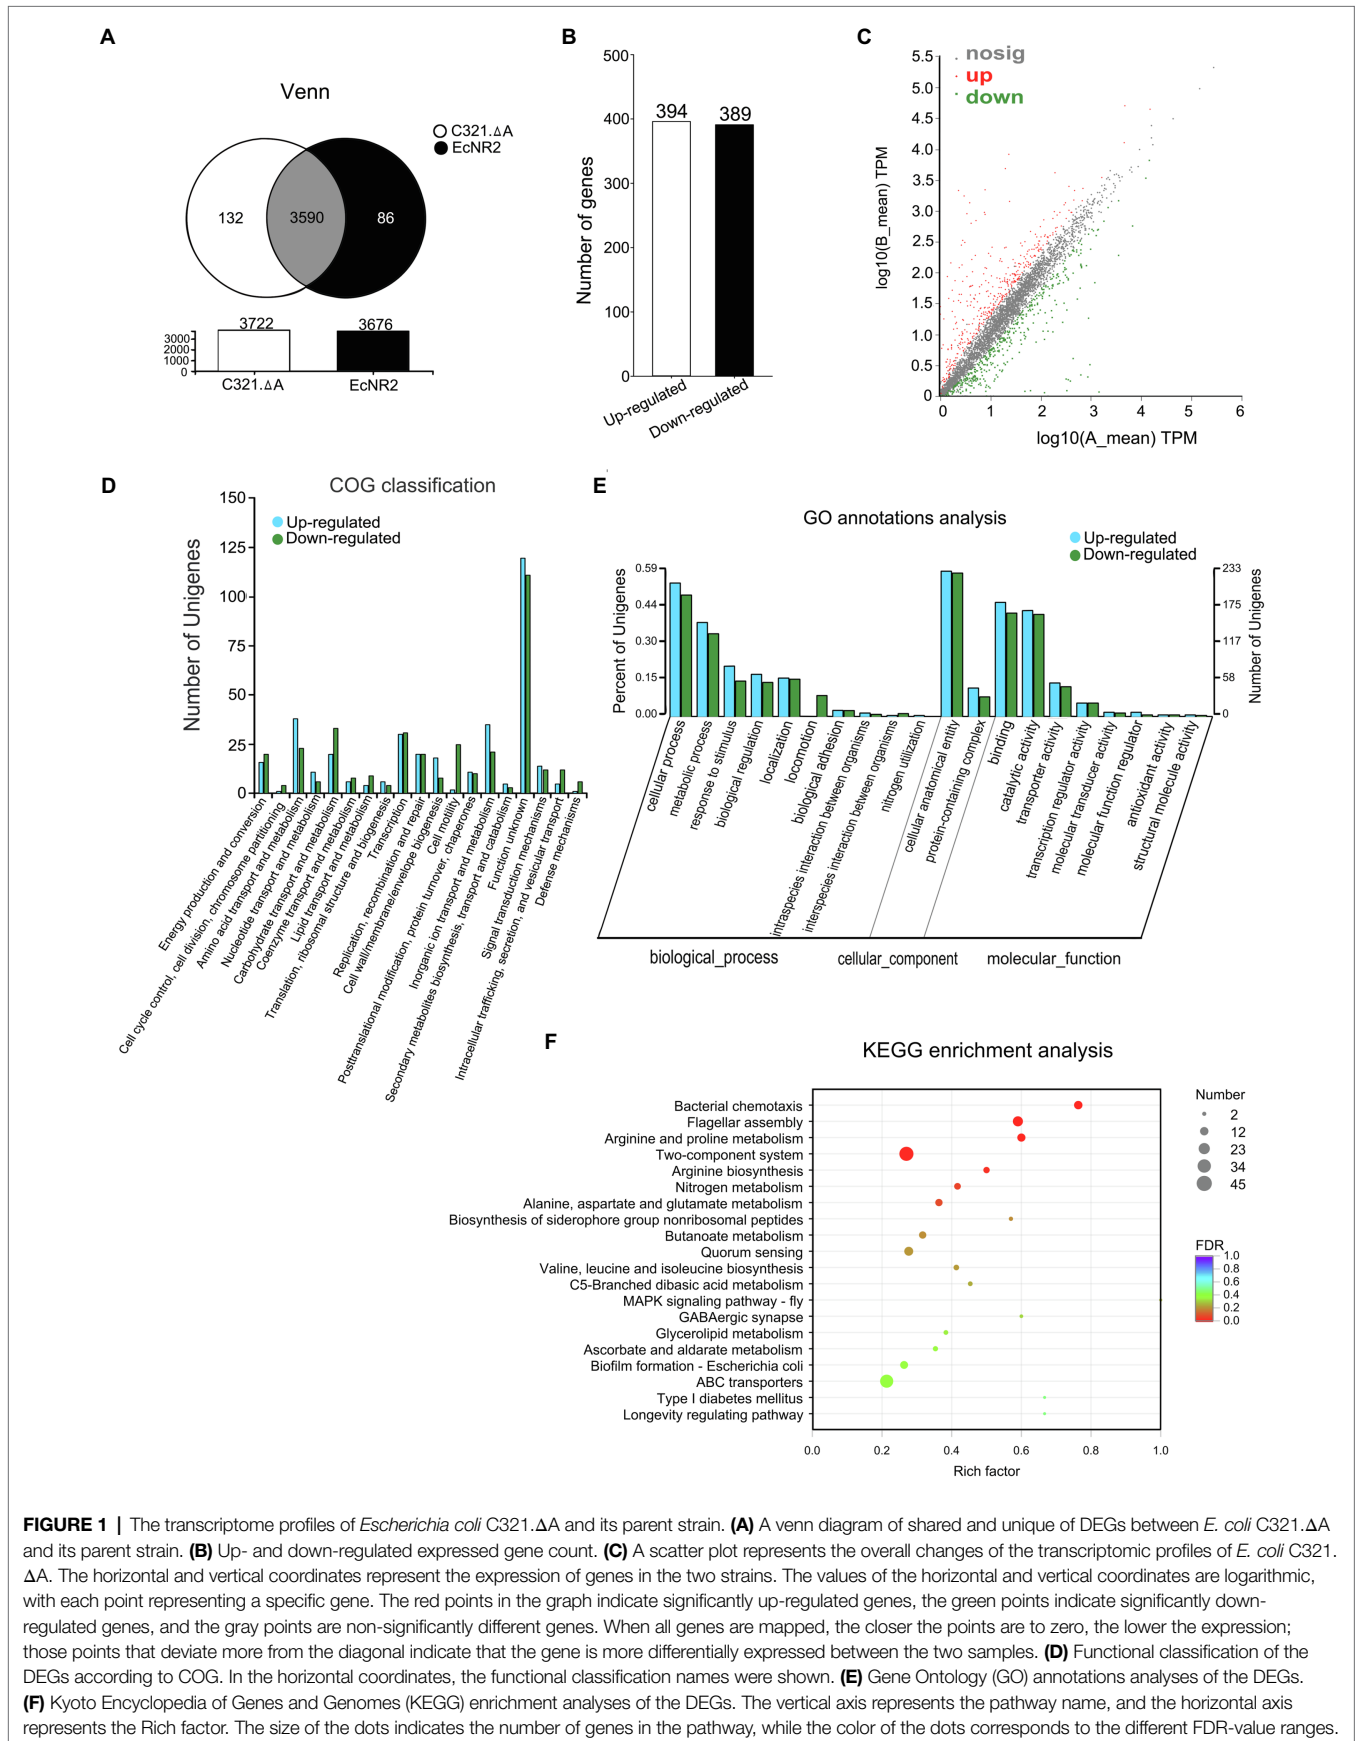 A
Venn
C321.ΔA
EcNR2
132
3590
86
3722
3676
3000
2000
1000
0
C321.ΔA
EcNR2
B
500
400
300
200
100
0
Number of genes
394
389
Up-regulated
Down-regulated
C
nosig
up
down
5.5
5.0
4.5
4.0
3.5
3.0
2.5
2.0
1.5
1.0
0.5
0
log10(B_mean) TPM
0 1 2 3 4 5 6
log10(A_mean) TPM
D
COG classification
Up-regulated
Down-regulated
150
125
100
75
50
25
0
Number of Unigenes
Energy production and conversion
Cell cycle control, cell division, chromosome partitioning
Amino acid transport and metabolism
Nucleotide transport and metabolism
Carbohydrate transport and metabolism
Coenzyme transport and metabolism
Lipid transport and metabolism
Translation, ribosomal structure and biogenesis
Transcription
Replication, recombination and repair
Cell wall/membrane/envelope biogenesis
Cell motility
Posttranslational modification, protein turnover, chaperones
Inorganic ion transport and metabolism
Secondary metabolites biosynthesis, transport and catabolism
Function unknown
Signal transduction mechanisms
Intracellular trafficking, secretion, and vesicular transport
Defense mechanisms
E
GO annotations analysis
Up-regulated
Down-regulated
0.59
0.44
0.30
0.15
0.00
Percent of Unigenes
233
175
117
58
0
Number of Unigenes
cellular process
metabolic process
response to stimulus
biological regulation
localization
locomotion
biological adhesion
intraspecies interaction between organisms
interspecies interaction between organisms
nitrogen utilization
cellular anatomical entity
protein-containing complex
binding
catalytic activity
transporter activity
transcription regulator activity
molecular transducer activity
molecular function regulator
antioxidant activity
structural molecule activity
biological_process
cellular_component
molecular_function
F
KEGG enrichment analysis
Bacterial chemotaxis
Flagellar assembly
Arginine and proline metabolism
Two-component system
Arginine biosynthesis
Nitrogen metabolism
Alanine, aspartate and glutamate metabolism
Biosynthesis of siderophore group nonribosomal peptides
Butanoate metabolism
Quorum sensing
Valine, leucine and isoleucine biosynthesis
C5-Branched dibasic acid metabolism
MAPK signaling pathway - fly
GABAergic synapse
Glycerolipid metabolism
Ascorbate and aldarate metabolism
Biofilm formation - Escherichia coli
ABC transporters
Type I diabetes mellitus
Longevity regulating pathway
0.0 0.2 0.4 0.6 0.8 1.0
Rich factor
Number
2
12
23
34
45
FDR
1.0
0.8
0.6
0.4
0.2
0.0
FIGURE 1 | The transcriptome profiles of Escherichia coli C321.ΔA and its parent strain. (A) A venn diagram of shared and unique of DEGs between E. coli C321.ΔA
and its parent strain. (B) Up- and down-regulated expressed gene count. (C) A scatter plot represents the overall changes of the transcriptomic profiles of E. coli C321.
ΔA. The horizontal and vertical coordinates represent the expression of genes in the two strains. The values of the horizontal and vertical coordinates are logarithmic,
with each point representing a specific gene. The red points in the graph indicate significantly up-regulated genes, the green points indicate significantly down-
regulated genes, and the gray points are non-significantly different genes. When all genes are mapped, the closer the points are to zero, the lower the expression;
those points that deviate more from the diagonal indicate that the gene is more differentially expressed between the two samples. (D) Functional classification of the
DEGs according to COG. In the horizontal coordinates, the functional classification names were shown. (E) Gene Ontology (GO) annotations analyses of the DEGs.
(F) Kyoto Encyclopedia of Genes and Genomes (KEGG) enrichment analyses of the DEGs. The vertical axis represents the pathway name, and the horizontal axis
represents the Rich factor. The size of the dots indicates the number of genes in the pathway, while the color of the dots corresponds to the different FDR-value ranges.